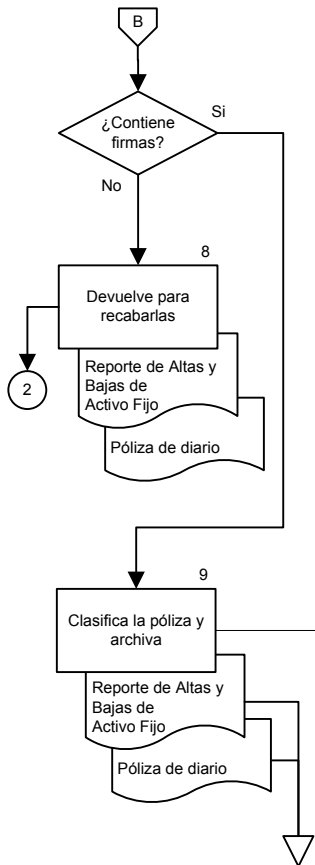 B
¿Contiene
firmas?
Si
No
8
Devuelve para
recabarlas
2
Reporte de Altas y
Bajas de
Activo Fijo
Póliza de diario
9
Clasifica la póliza y
archiva
Reporte de Altas y
Bajas de
Activo Fijo
Póliza de diario